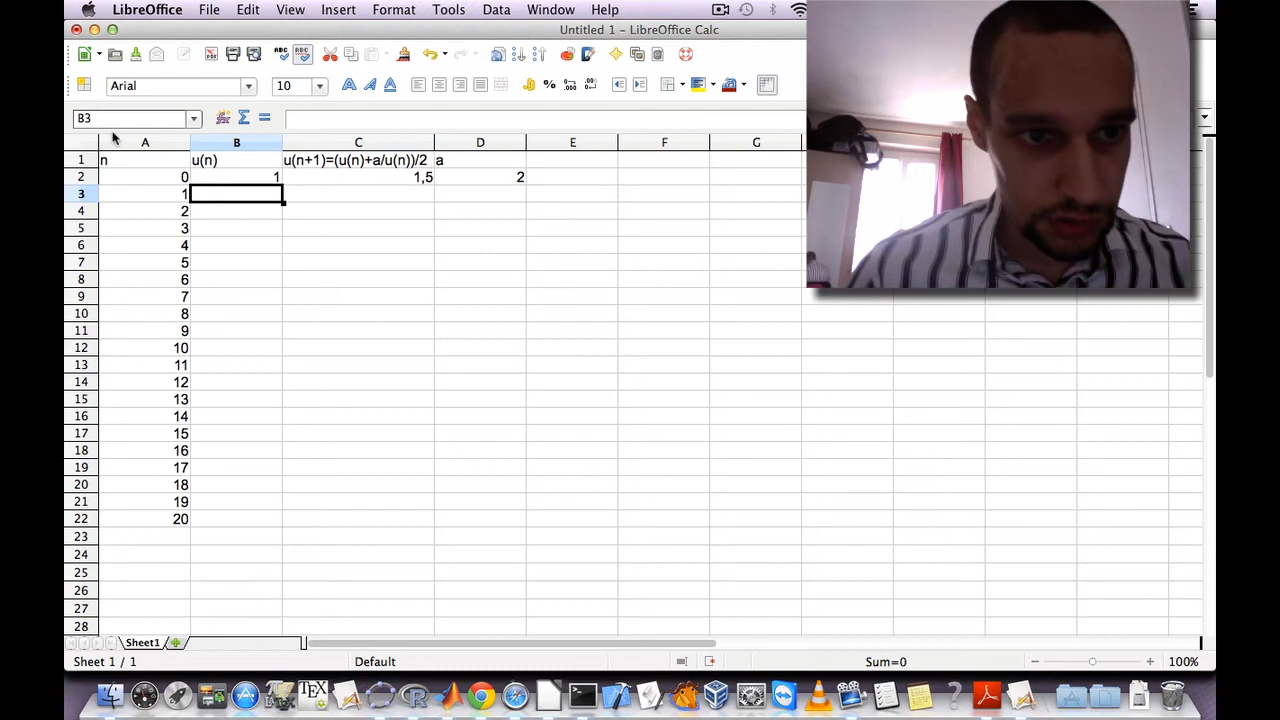 LibreOffice File Edit View Insert Format Tools Data Window Help
Untitled 1 – LibreOffice Calc
Arial 10
B3
A B C D E F G
1 n u(n) u(n+1)=(u(n)+a/u(n))/2 a
2 0 1 1,5 2
3 1
4 2
5 3
6 4
7 5
8 6
9 7
10 8
11 9
12 10
13 11
14 12
15 13
16 14
17 15
18 16
19 17
20 18
21 19
22 20
23
24
25
26
27
28
Sheet1
Sheet 1 / 1 Default Sum=0 100%